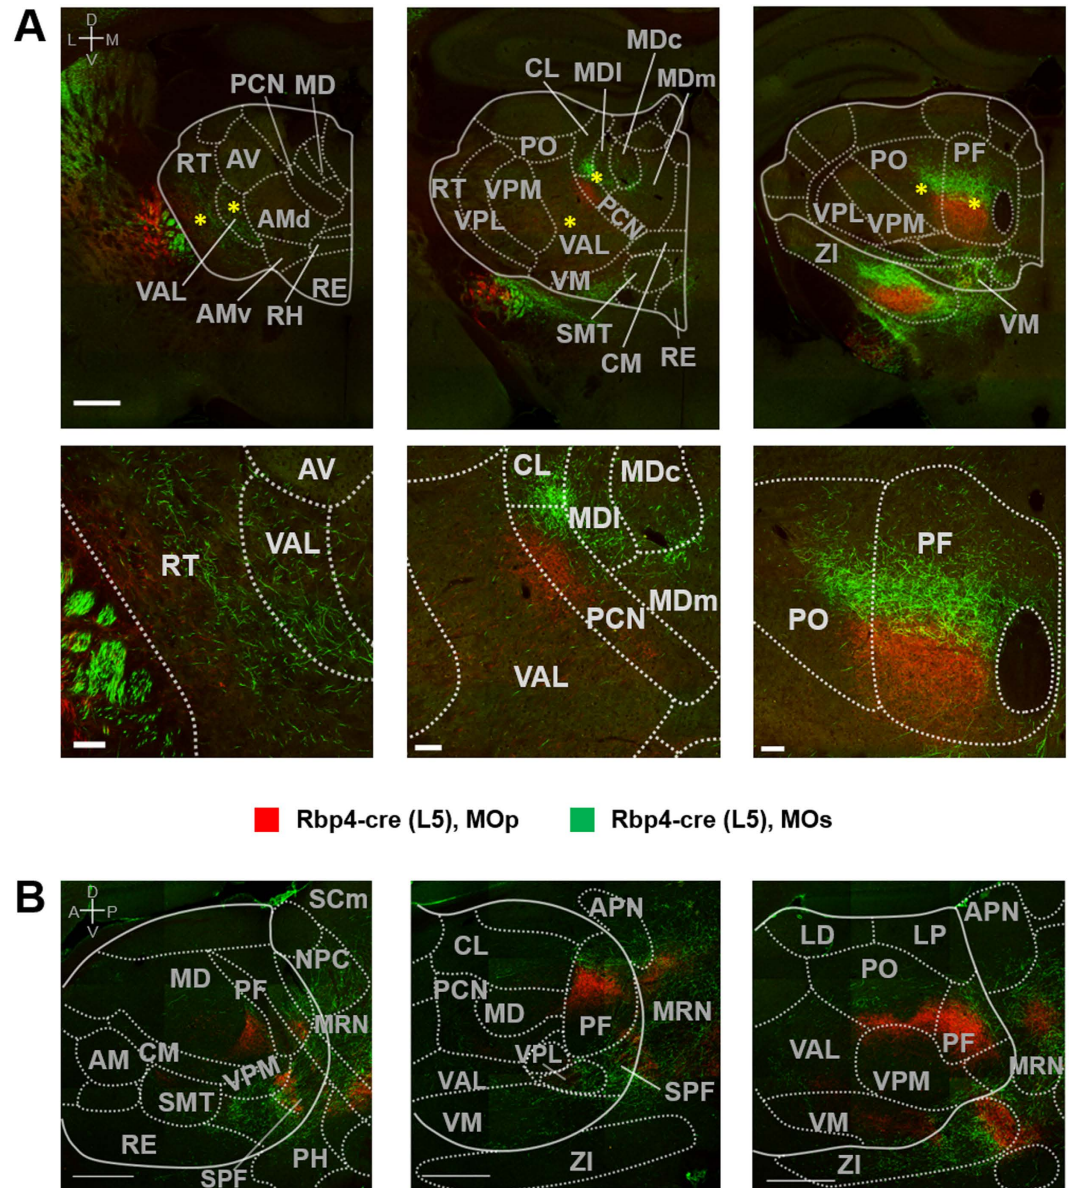 A
D
L M
V
PCN MD
RT AV
AMd
VAL
AMv RH RE
MDc
CL MDl
MDm
PO
RT VPM
VPL
PCN
VAL
VM
SMT
CM RE
PO PF
VPL VPM
ZI
VM
AV
VAL
RT
CL
MDc
MDl
MDm
PCN
VAL
PF
PO
Rbp4-cre (L5), MOp Rbp4-cre (L5), MOs
B
D
A P
V
SCm
NPC
MD
PF
MRN
AM CM
VPM
SMT
RE
PH
SPF
APN
CL
PCN
MD
PF
MRN
VPL
VAL
SPF
VM
ZI
APN
LD LP
PO
VAL
PF
VPM
MRN
VM
ZI